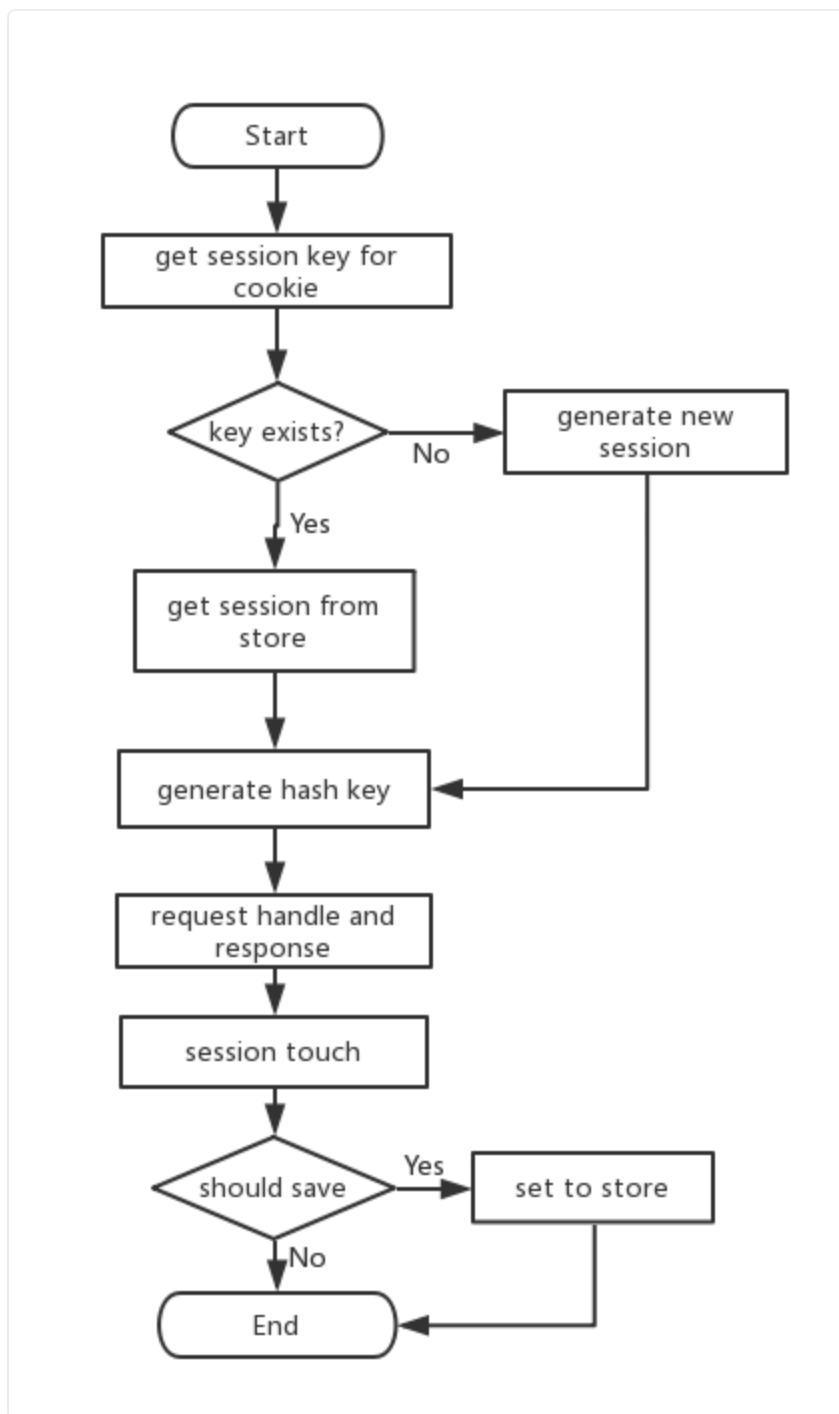 Start
get session key for
cookie
key exists?
No
generate new
session
Yes
get session from
store
generate hash key
request handle and
response
session touch
should save
Yes
set to store
No
End